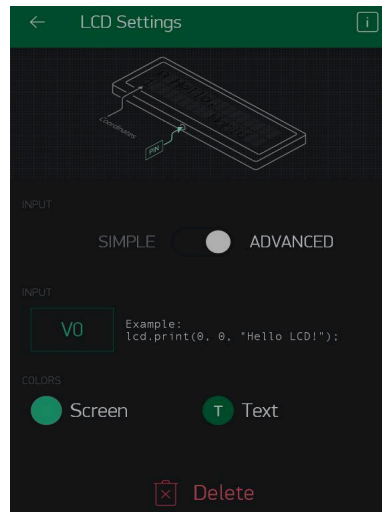 LCD Settings
i
Coordinates
PIN
INPUT
SIMPLE ADVANCED
INPUT
V0
Example:
lcd.print(0, 0, "Hello LCD!");
COLORS
Screen
T Text
Delete